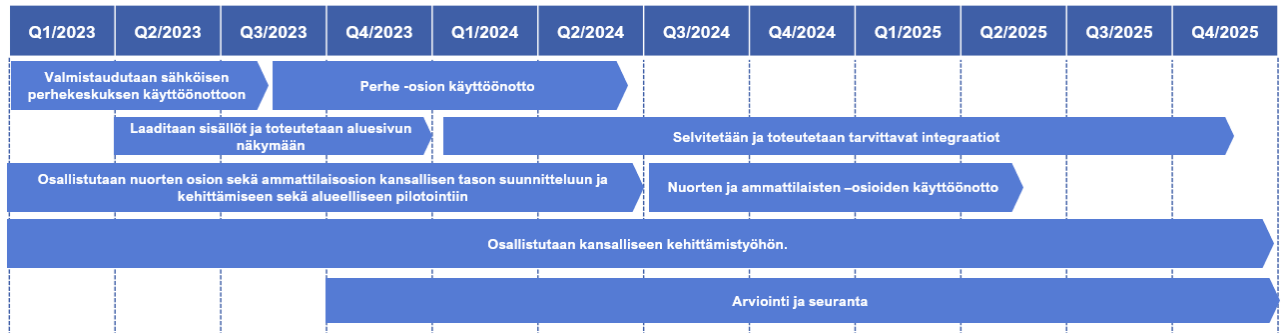 Q1/2023 Q2/2023 Q3/2023 Q4/2023 Q1/2024 Q2/2024 Q3/2024 Q4/2024 Q1/2025 Q2/2025 Q3/2025 Q4/2025
Valmistaudutaan sähköisen
perhekeskuksen käyttöönottoon
Perhe -osion käyttöönotto
Laaditaan sisällöt ja toteutetaan aluesivun
näkymään
Selvitetään ja toteutetaan tarvittavat integraatiot
Osallistutaan nuorten osion sekä ammattilaisosion kansallisen tason suunnitteluun ja
kehittämiseen sekä alueelliseen pilotointiin
Nuorten ja ammattilaisten –osioiden käyttöönotto
Osallistutaan kansalliseen kehittämistyöhön.
Arviointi ja seuranta